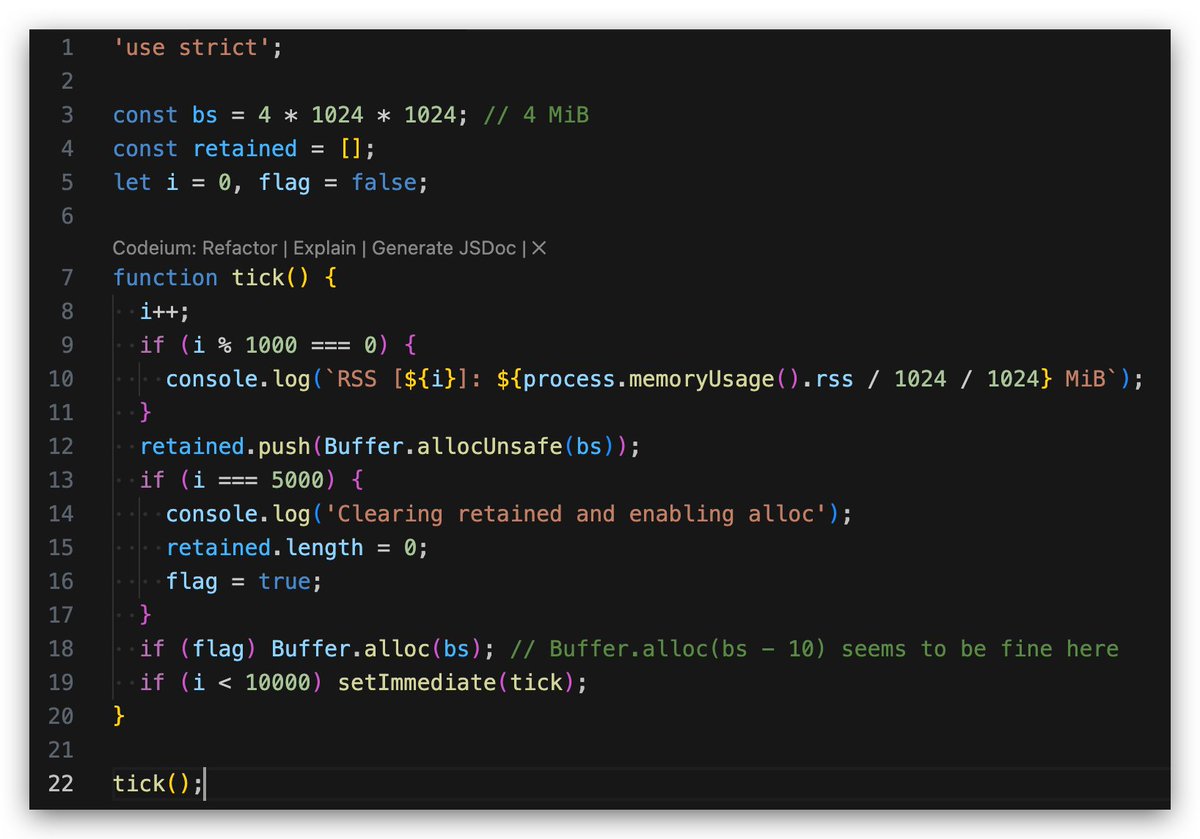 1 'use strict';
2
3 const bs = 4 * 1024 * 1024; // 4 MiB
4 const retained = [];
5 let i = 0, flag = false;
6
Codeium: Refactor | Explain | Generate JSDoc | ✕
7 function tick() {
8 ··i++;
9 ··if (i % 1000 === 0) {
10 ····console.log(`RSS [${i}]: ${process.memoryUsage().rss / 1024 / 1024} MiB`);
11 ··}
12 ··retained.push(Buffer.allocUnsafe(bs));
13 ··if (i === 5000) {
14 ····console.log('Clearing retained and enabling alloc');
15 ····retained.length = 0;
16 ····flag = true;
17 ··}
18 ··if (flag) Buffer.alloc(bs); // Buffer.alloc(bs - 10) seems to be fine here
19 ··if (i < 10000) setImmediate(tick);
20 }
21
22 tick();